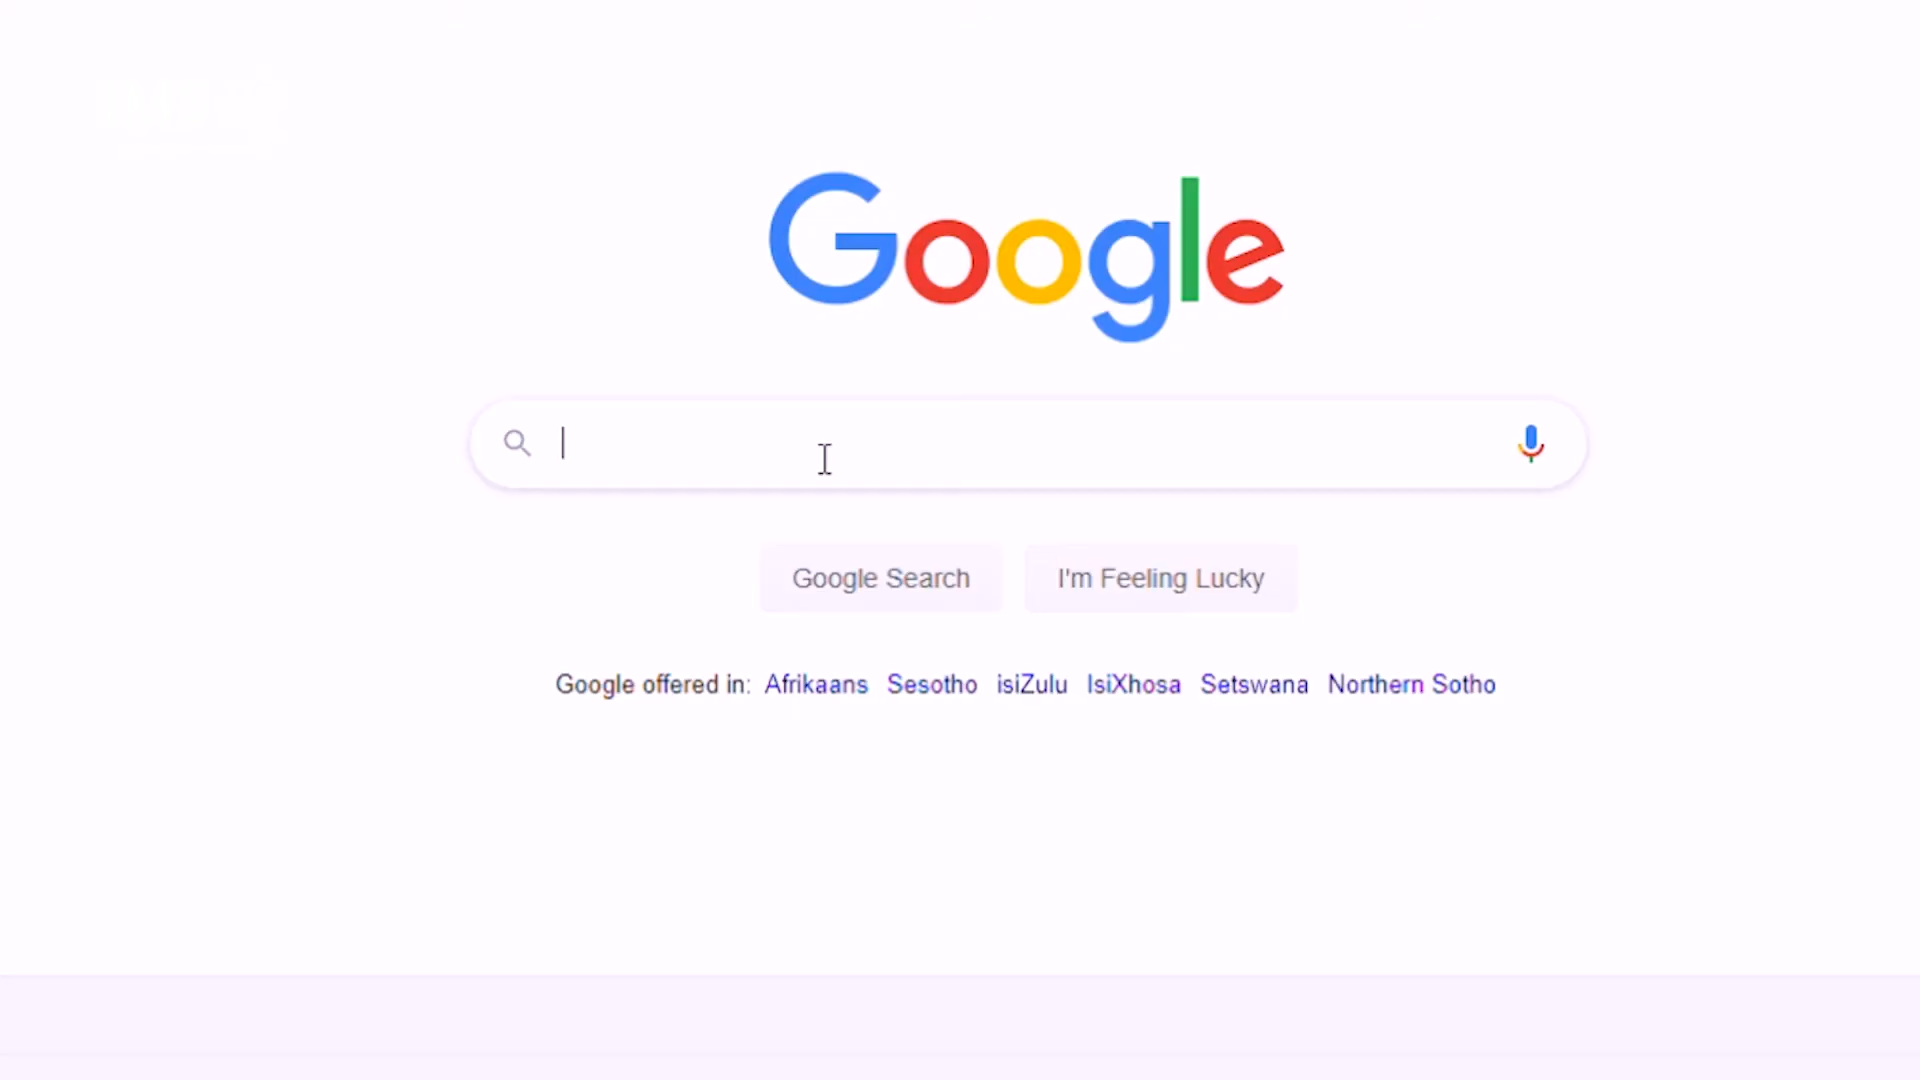 Google
Google Search I'm Feeling Lucky
Google offered in: Afrikaans Sesotho isiZulu IsiXhosa Setswana Northern Sotho